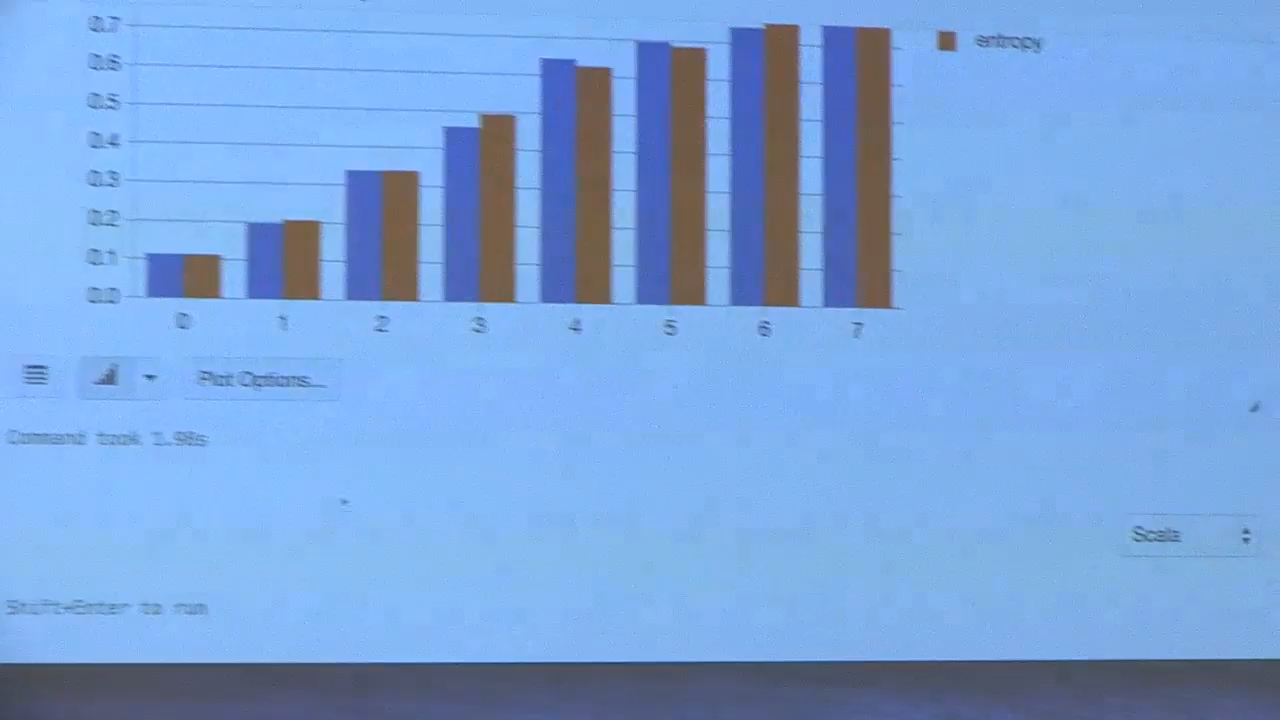 0.7
entropy
0.6
0.5
0.4
0.3
0.2
0.1
0.0
0 1 2 3 4 5 6 7
Plot Options...
Command took 1.98s
Scala
Shift+Enter to run